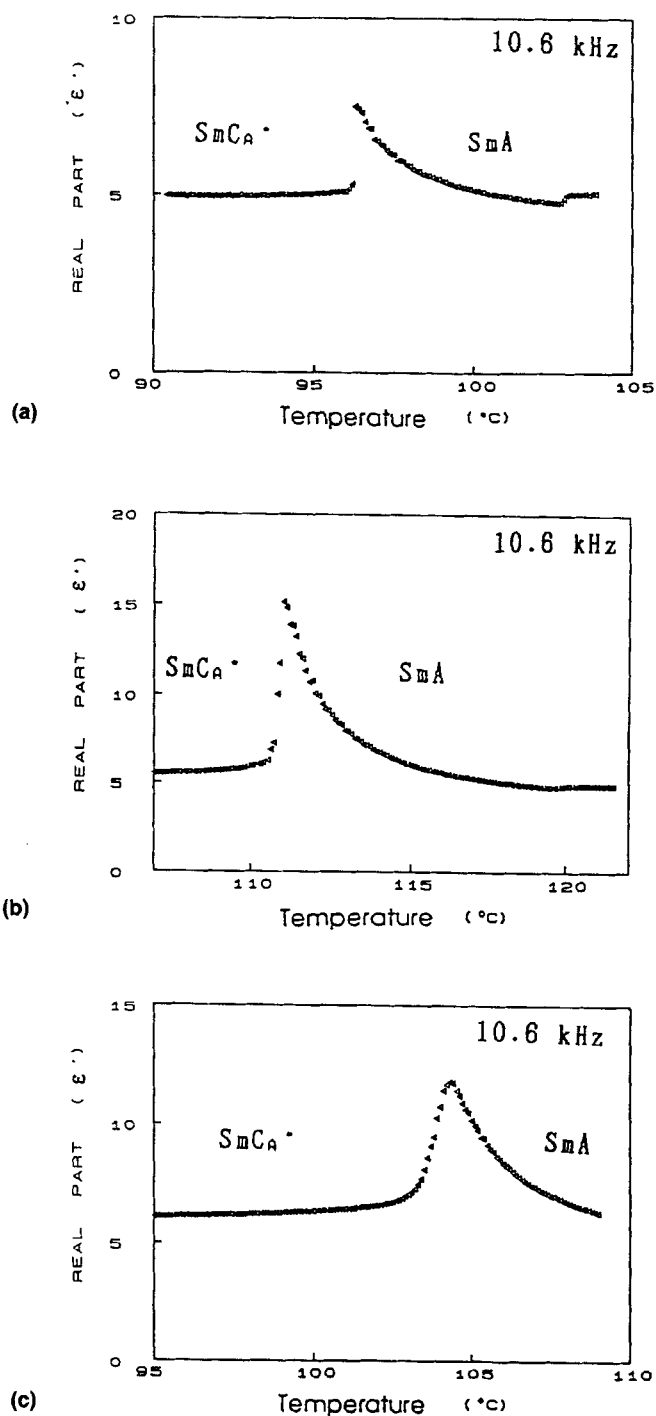 10
10.6 kHz
SmCA*
SmA
REAL PART (ε')
5
0
90
95
100
105
(a)
Temperature (°C)
20
10.6 kHz
15
SmCA*
SmA
REAL PART (ε')
10
5
0
110
115
120
(b)
Temperature (°C)
15
10.6 kHz
10
SmCA*
SmA
REAL PART (ε')
5
0
95
100
105
110
(c)
Temperature (°C)